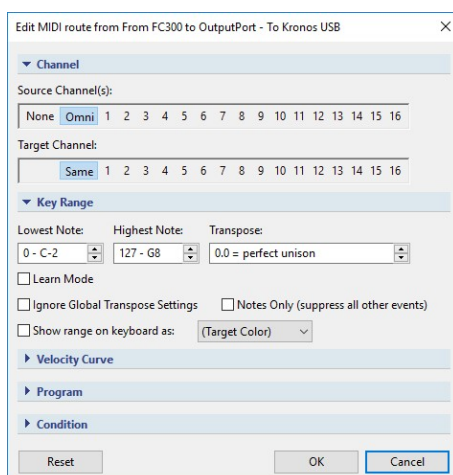 Edit MIDI route from From FC300 to OutputPort - To Kronos USB
Channel
Source Channel(s):
None Omni 1 2 3 4 5 6 7 8 9 10 11 12 13 14 15 16
Target Channel:
Same 1 2 3 4 5 6 7 8 9 10 11 12 13 14 15 16
Key Range
Lowest Note: Highest Note: Transpose:
0 - C-2 127 - G8 0.0 = perfect unison
Learn Mode
Ignore Global Transpose Settings Notes Only (suppress all other events)
Show range on keyboard as: (Target Color)
Velocity Curve
Program
Condition
Reset OK Cancel